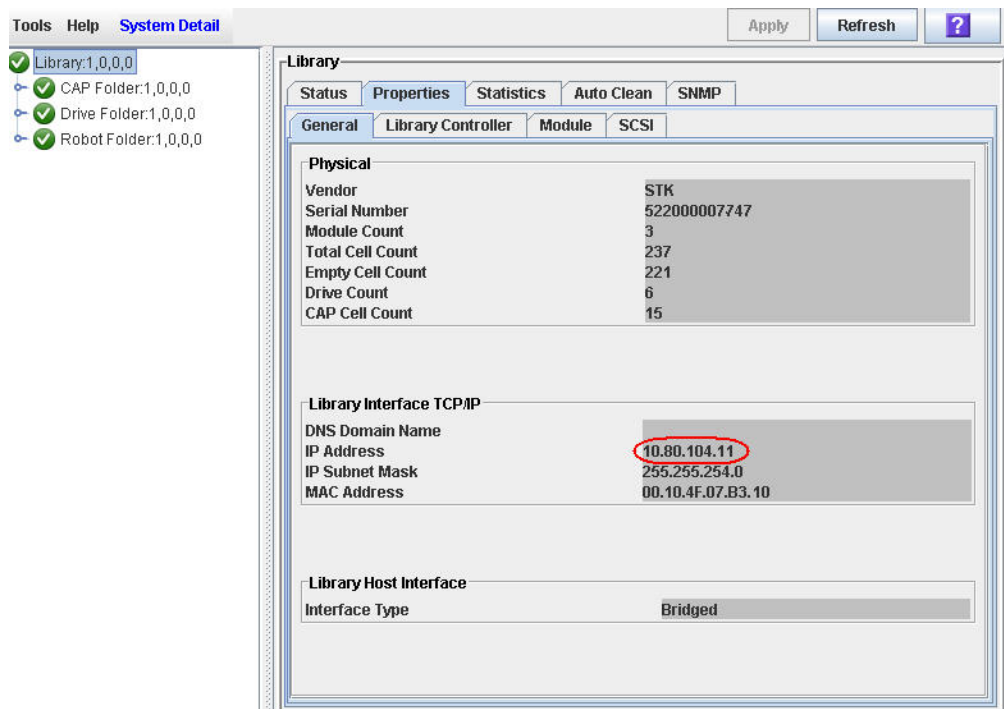 Tools Help System Detail
Apply Refresh ?
Library:1,0,0,0
CAP Folder:1,0,0,0
Drive Folder:1,0,0,0
Robot Folder:1,0,0,0
Library
Status Properties Statistics Auto Clean SNMP
General Library Controller Module SCSI
Physical
Vendor STK
Serial Number 522000007747
Module Count 3
Total Cell Count 237
Empty Cell Count 221
Drive Count 6
CAP Cell Count 15
Library Interface TCP/IP
DNS Domain Name
IP Address 10.80.104.11
IP Subnet Mask 255.255.254.0
MAC Address 00.10.4F.07.B3.10
Library Host Interface
Interface Type Bridged